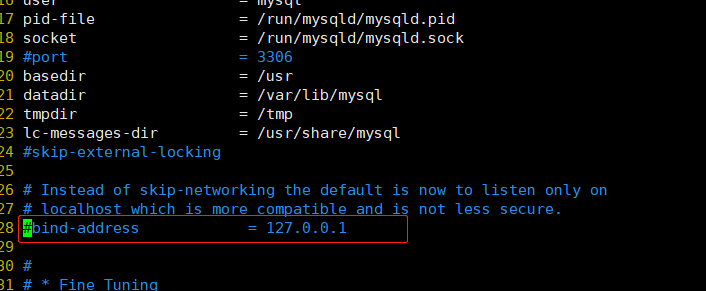 16 user = mysql
17 pid-file = /run/mysqld/mysqld.pid
18 socket = /run/mysqld/mysqld.sock
19 #port = 3306
20 basedir = /usr
21 datadir = /var/lib/mysql
22 tmpdir = /tmp
23 lc-messages-dir = /usr/share/mysql
24 #skip-external-locking
25
26 # Instead of skip-networking the default is now to listen only on
27 # localhost which is more compatible and is not less secure.
28 #bind-address = 127.0.0.1
29
30 #
31 # * Fine Tuning